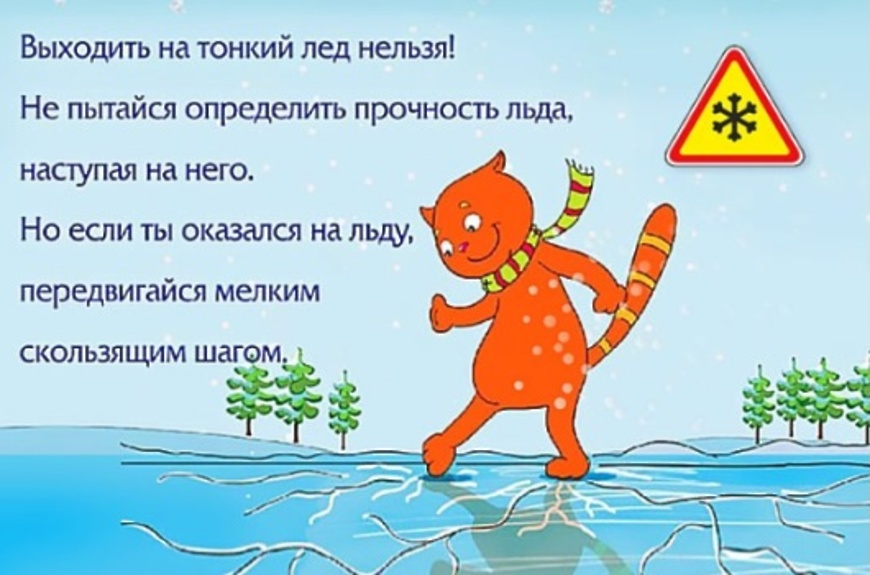 Выходить на тонкий лед нельзя!
Не пытайся определить прочность льда,
наступая на него.
Но если ты оказался на льду,
передвигайся мелким
скользящим шагом.